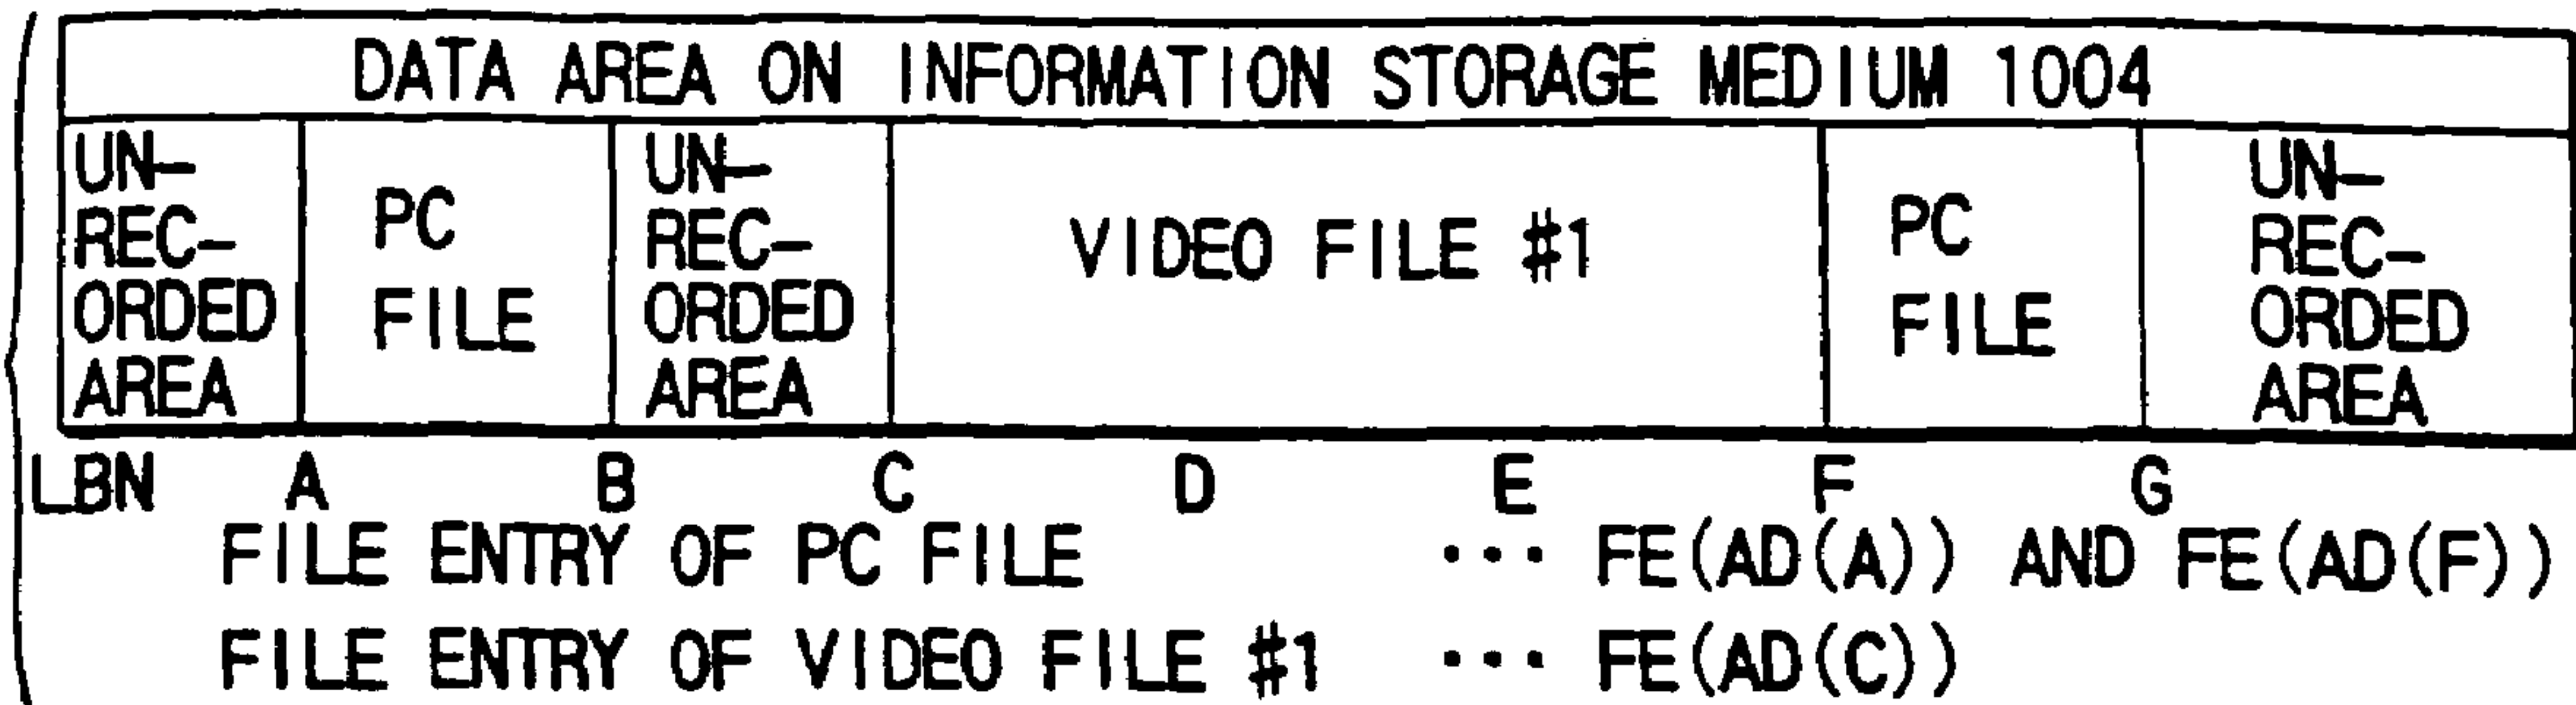 DATA AREA ON INFORMATION STORAGE MEDIUM 1004
UN-
REC-
ORDED
AREA
PC
FILE
UN-
REC-
ORDED
AREA
VIDEO FILE #1
PC
FILE
UN-
REC-
ORDED
AREA
LBN A B C D E F G
FILE ENTRY OF PC FILE ... FE(AD(A)) AND FE(AD(F))
FILE ENTRY OF VIDEO FILE #1 ... FE(AD(C))